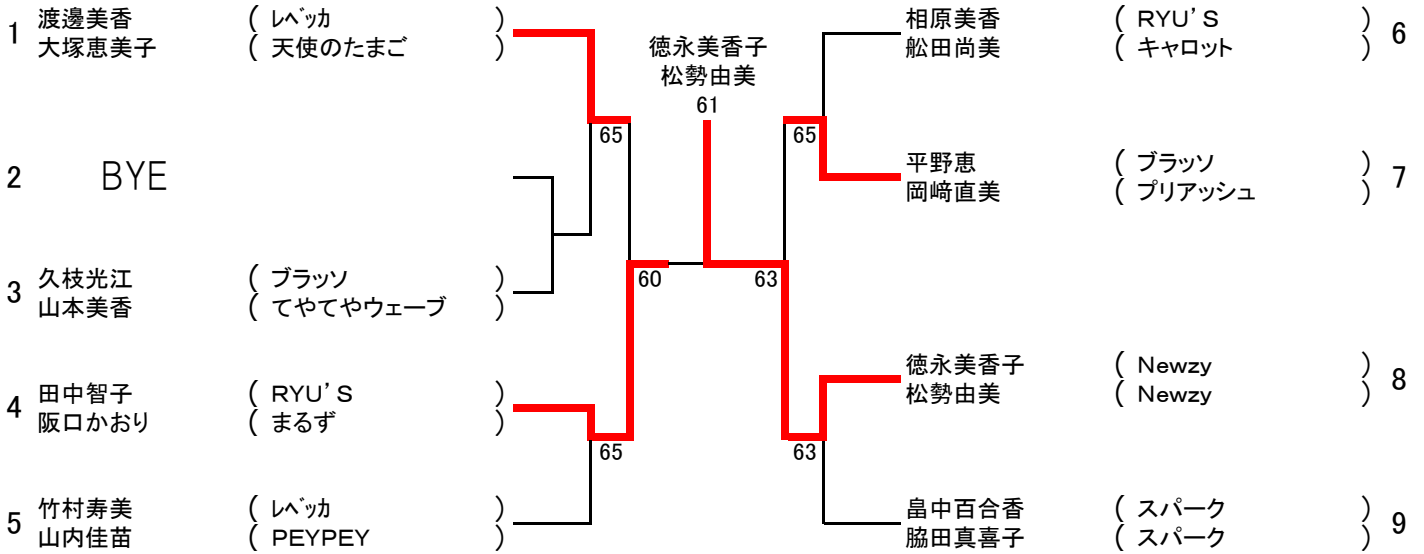 1 渡邊美香 ( レベッカ )
大塚恵美子 ( 天使のたまご )
2 BYE
3 久枝光江 ( ブラッソ )
山本美香 ( てやてやウェーブ )
4 田中智子 ( RYU'S )
阪口かおり ( まるず )
5 竹村寿美 ( レベッカ )
山内佳苗 ( PEYPEY )
65
60
65
徳永美香子
松勢由美
61
65
63
63
相原美香 ( RYU'S ) 6
舩田尚美 ( キャロット )
平野恵 ( ブラッソ ) 7
岡﨑直美 ( プリアッシュ )
徳永美香子 ( Newzy ) 8
松勢由美 ( Newzy )
畠中百合香 ( スパーク ) 9
脇田真喜子 ( スパーク )